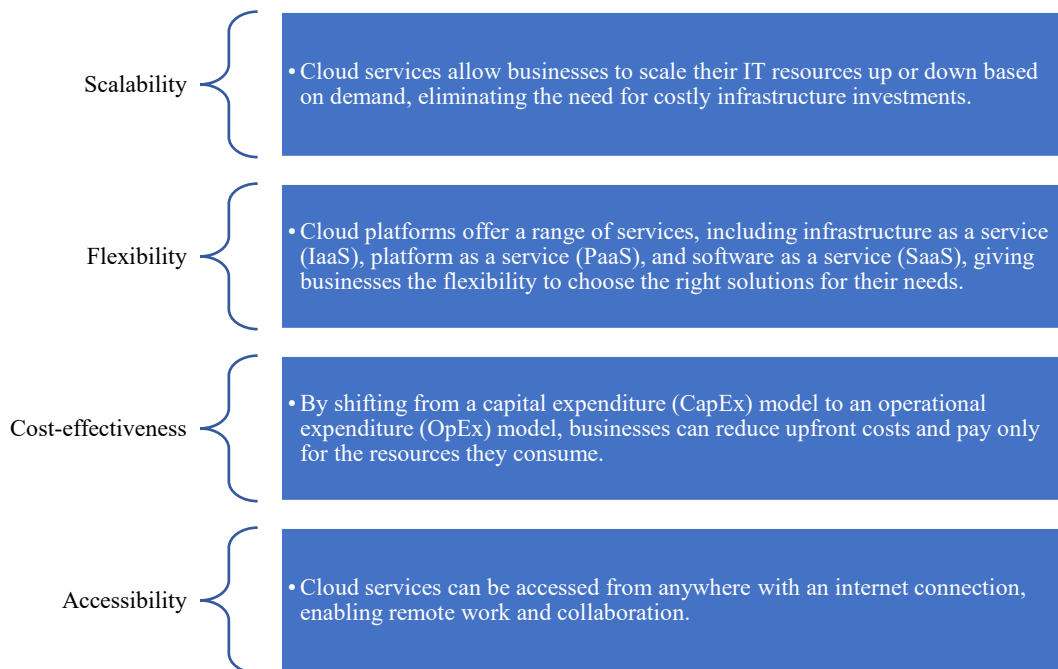 Scalability
• Cloud services allow businesses to scale their IT resources up or down based
on demand, eliminating the need for costly infrastructure investments.
Flexibility
• Cloud platforms offer a range of services, including infrastructure as a service
(IaaS), platform as a service (PaaS), and software as a service (SaaS), giving
businesses the flexibility to choose the right solutions for their needs.
Cost-effectiveness
• By shifting from a capital expenditure (CapEx) model to an operational
expenditure (OpEx) model, businesses can reduce upfront costs and pay only
for the resources they consume.
Accessibility
• Cloud services can be accessed from anywhere with an internet connection,
enabling remote work and collaboration.